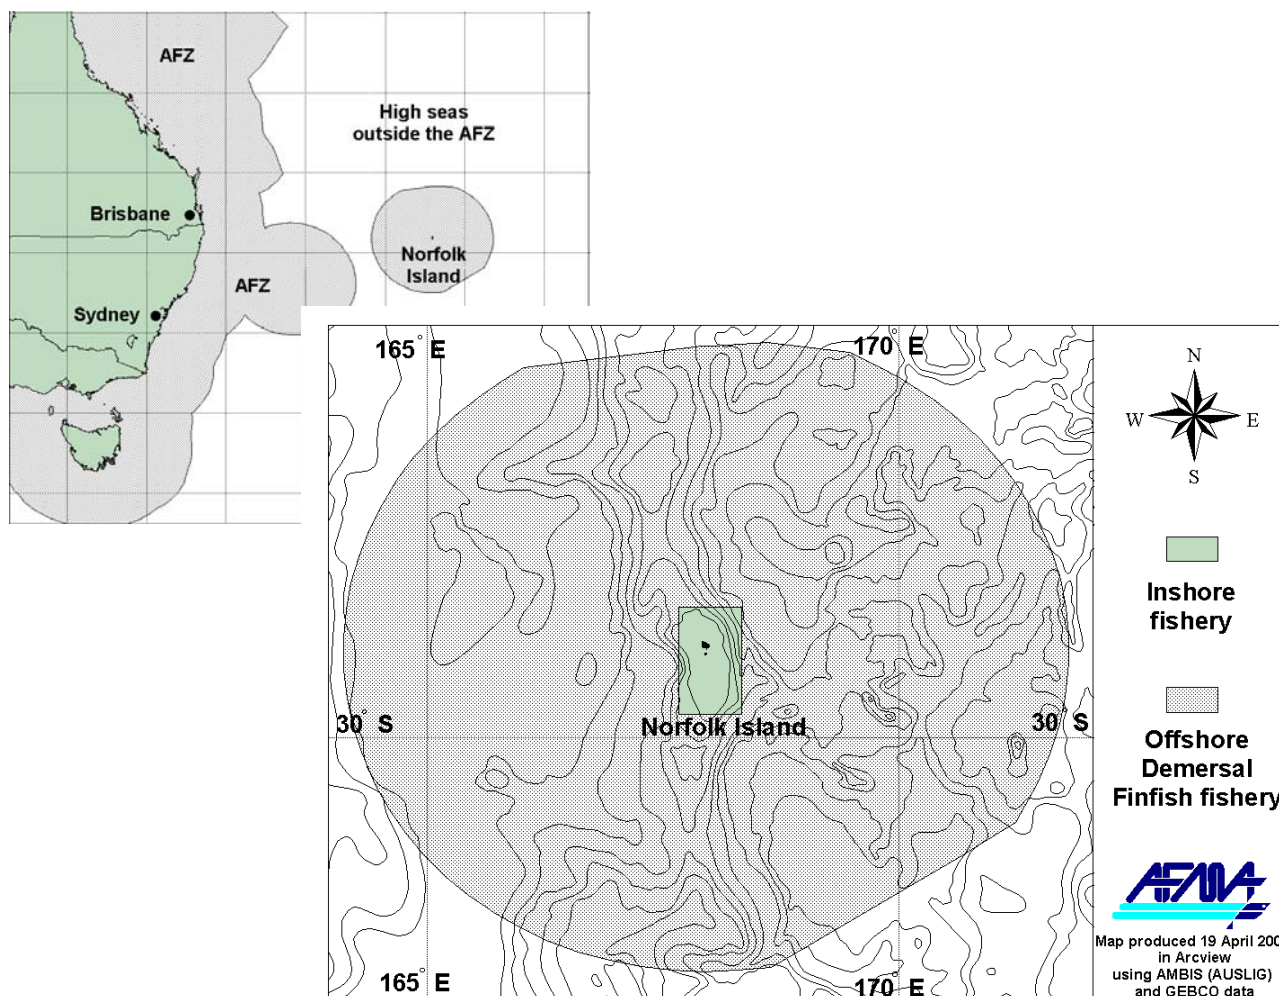 AFZ
High seas
outside the AFZ
Brisbane
Norfolk
Island
AFZ
Sydney
165° E
170° E
N
W E
S
Inshore
fishery
30° S
Norfolk Island
30° S
Offshore
Demersal
Finfish fishery
AFMA
Map produced 19 April 200
in Arcview
using AMBIS (AUSLIG)
and GEBCO data
165° E
170° E